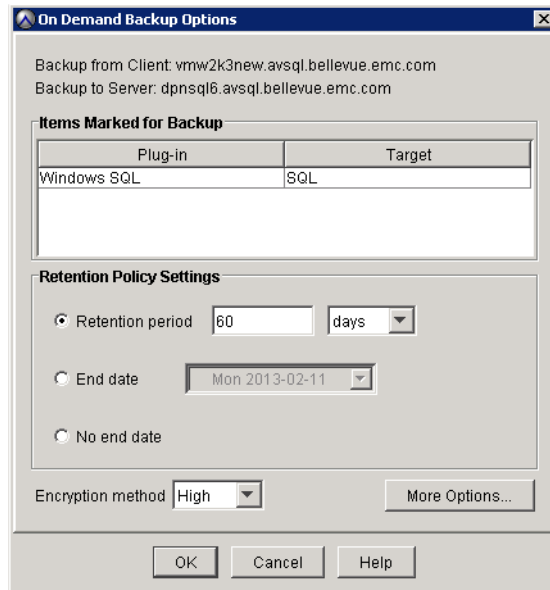 On Demand Backup Options
Backup from Client: vmw2k3new.avsql.bellevue.emc.com
Backup to Server: dpnsql6.avsql.bellevue.emc.com
Items Marked for Backup
Plug-in Target
Windows SQL SQL
Retention Policy Settings
Retention period 60 days
End date Mon 2013-02-11
No end date
Encryption method High More Options...
OK Cancel Help